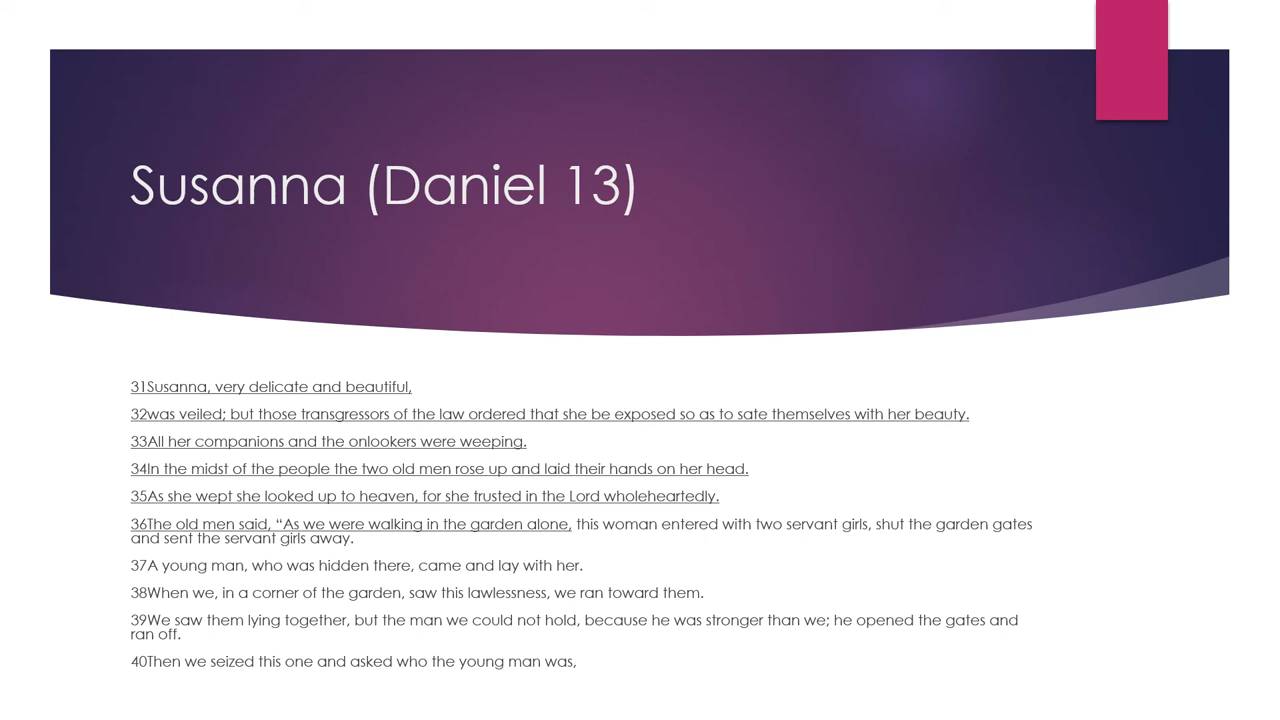 Susanna (Daniel 13)
31Susanna, very delicate and beautiful,
32was veiled; but those transgressors of the law ordered that she be exposed so as to sate themselves with her beauty.
33All her companions and the onlookers were weeping.
34In the midst of the people the two old men rose up and laid their hands on her head.
35As she wept she looked up to heaven, for she trusted in the Lord wholeheartedly.
36The old men said, “As we were walking in the garden alone, this woman entered with two servant girls, shut the garden gates
and sent the servant girls away.
37A young man, who was hidden there, came and lay with her.
38When we, in a corner of the garden, saw this lawlessness, we ran toward them.
39We saw them lying together, but the man we could not hold, because he was stronger than we; he opened the gates and
ran off.
40Then we seized this one and asked who the young man was,